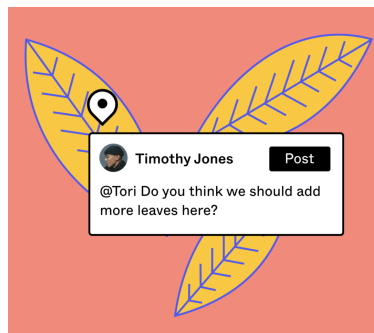 Timothy Jones
Post
@Tori Do you think we should add
more leaves here?